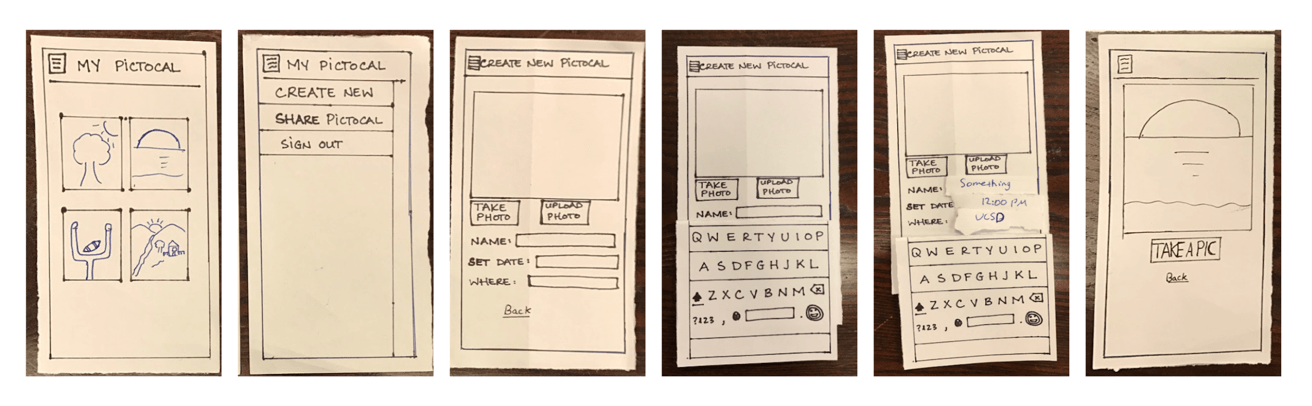 MY PICTOCAL
MY PICTOCAL
CREATE NEW
SHARE PICTOCAL
SIGN OUT
CREATE NEW PICTOCAL
TAKE PHOTO
UPLOAD PHOTO
NAME:
SET DATE:
WHERE:
Back
CREATE NEW PICTOCAL
TAKE PHOTO
UPLOAD PHOTO
NAME:
Q W E R T Y U I O P
A S D F G H J K L
Z X C V B N M
?123 , .
CREATE NEW PICTOCAL
TAKE PHOTO
UPLOAD PHOTO
NAME: Something
SET DATE 12:00 PM
WHERE: UCSD
Q W E R T Y U I O P
A S D F G H J K L
Z X C V B N M
?123 , .
TAKE A PIC
Back